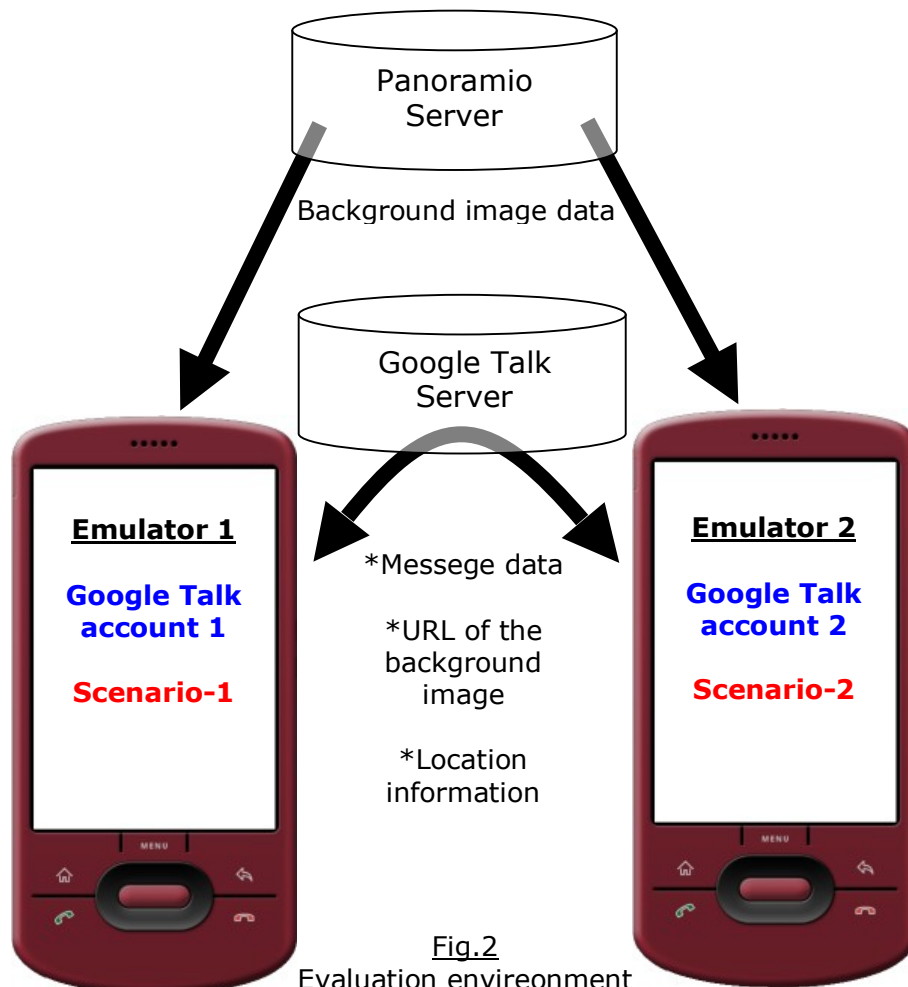 Panoramio
Server
Background image data
Google Talk
Server
Emulator 1
Google Talk
account 1
Scenario-1
MENU
*Messege data
*URL of the
background
image
*Location
information
Emulator 2
Google Talk
account 2
Scenario-2
MENU
Fig.2
Evaluation envireonment